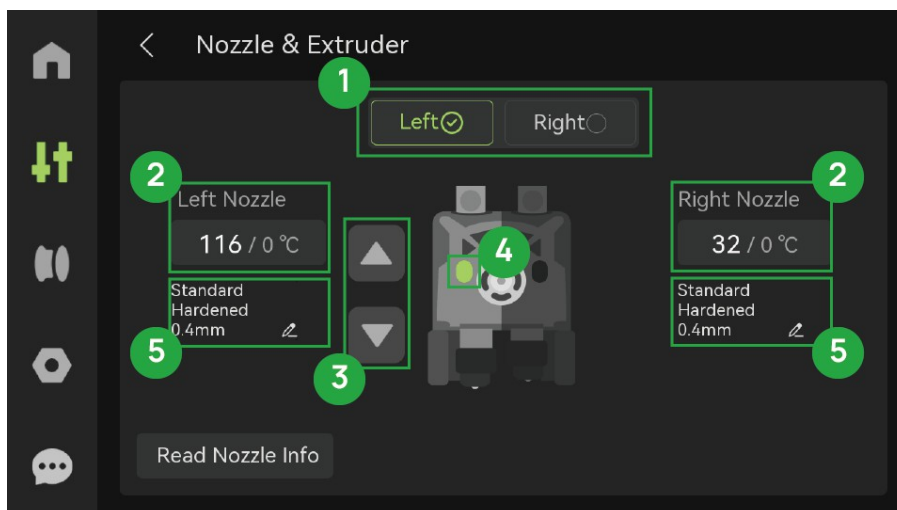 Nozzle & Extruder
1
Left Right
2
Left Nozzle
116 / 0 °C
Standard
Hardened
0.4mm
5
3
4
2
Right Nozzle
32 / 0 °C
Standard
Hardened
0.4mm
5
Read Nozzle Info